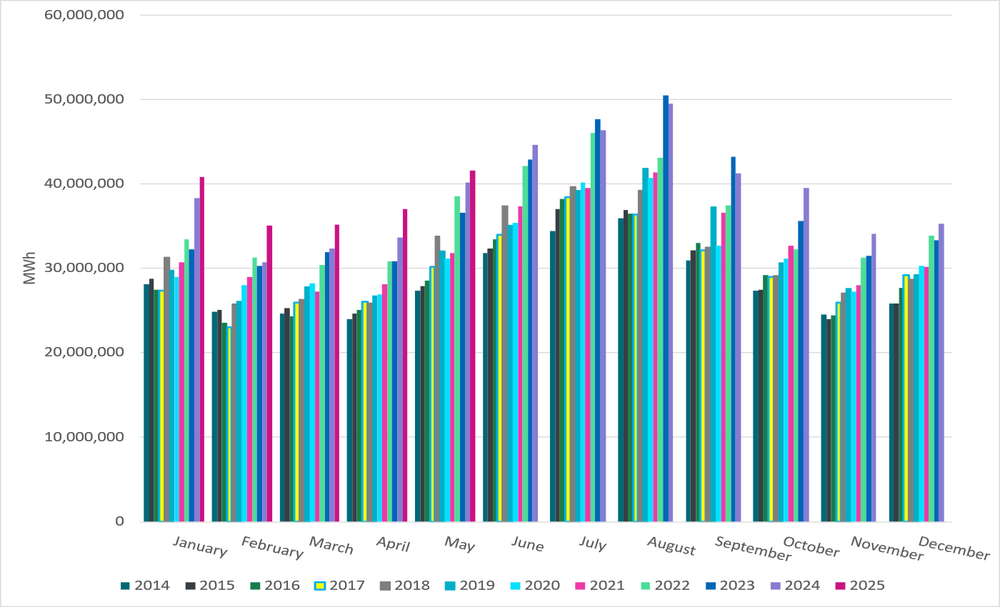 60,000,000
50,000,000
40,000,000
30,000,000
20,000,000
10,000,000
0
MWh
January February March April May June July August September October November December
2014 2015 2016 2017 2018 2019 2020 2021 2022 2023 2024 2025